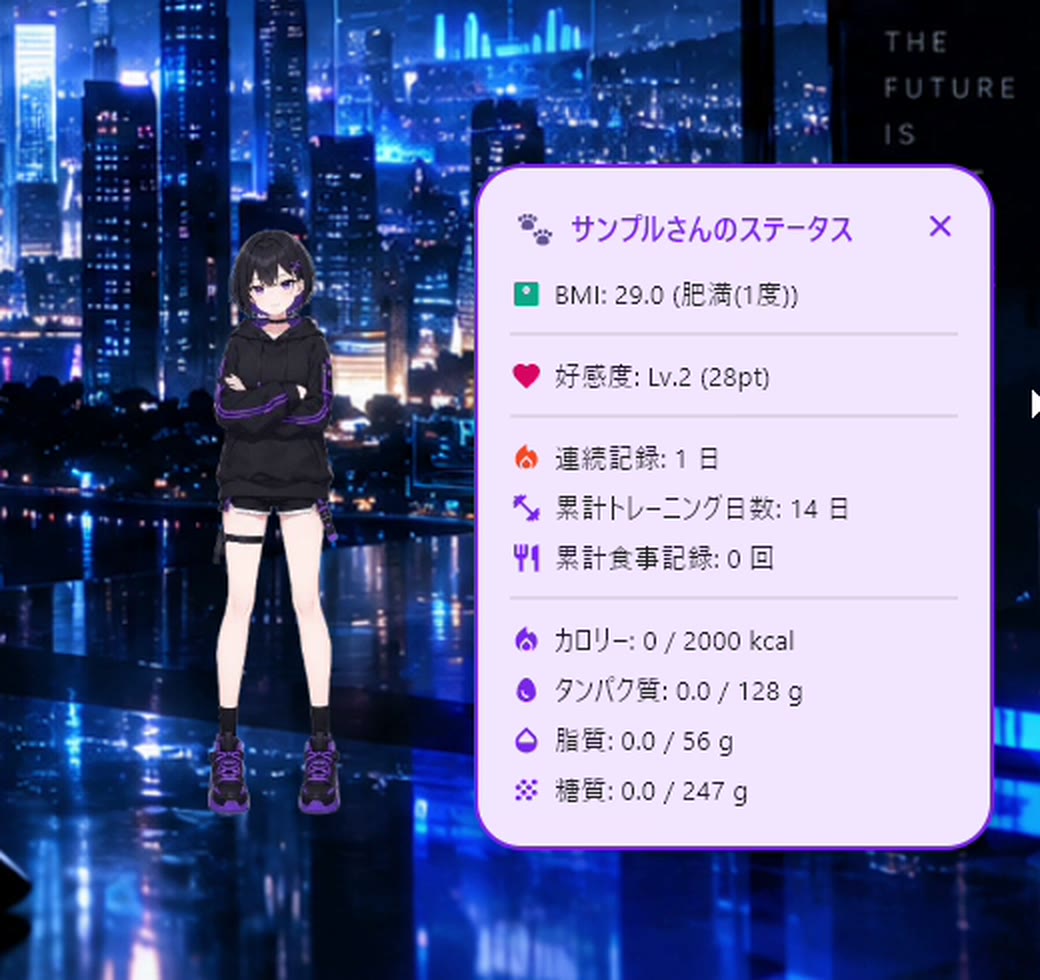 THE
FUTURE
IS
サンプルさんのステータス
BMI: 29.0 (肥満(1度))
好感度: Lv.2 (28pt)
連続記録: 1 日
累計トレーニング日数: 14 日
累計食事記録: 0 回
カロリー: 0 / 2000 kcal
タンパク質: 0.0 / 128 g
脂質: 0.0 / 56 g
糖質: 0.0 / 247 g